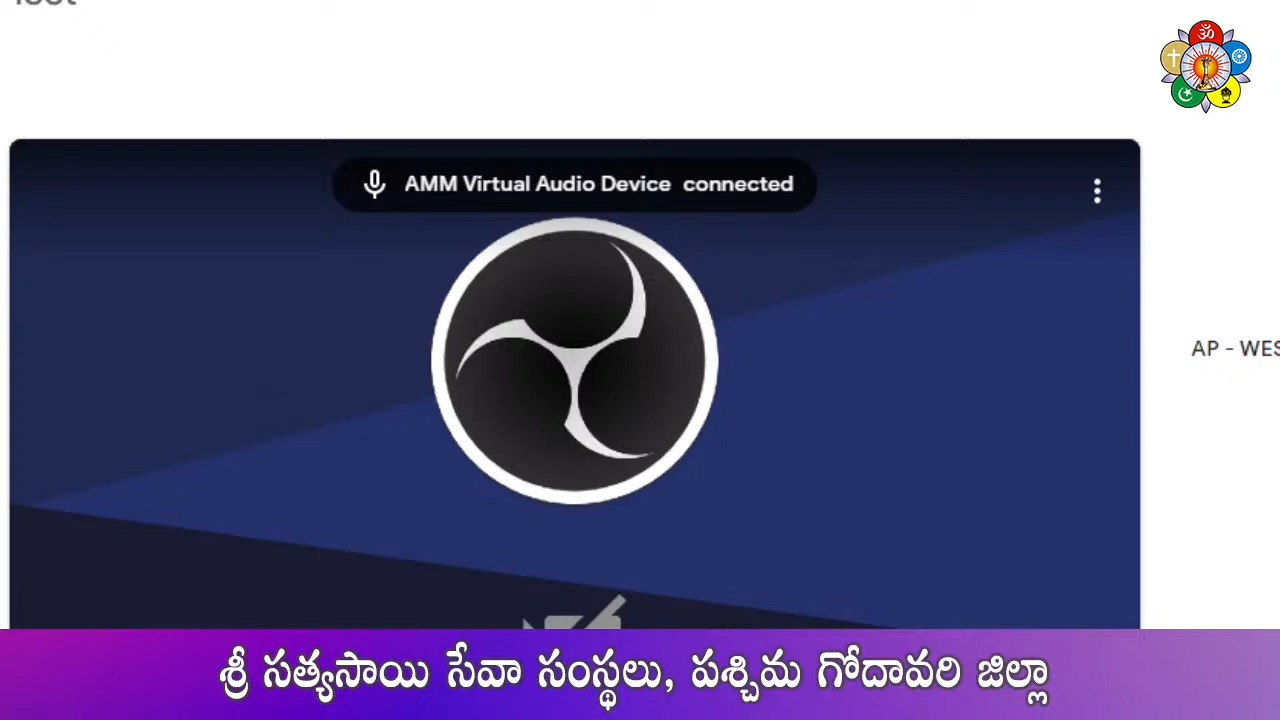 AMM Virtual Audio Device connected
AP - WES
శ్రీ సత్యసాయి సేవా సంస్థలు, పశ్చిమ గోదావరి జిల్లా